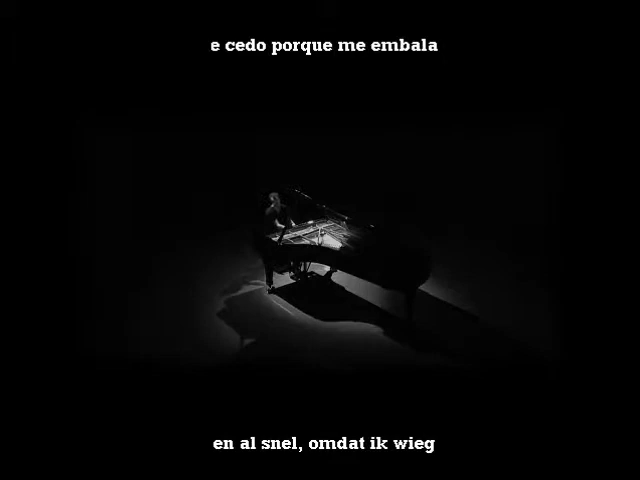 e cedo porque me embala
en al snel, omdat ik wieg